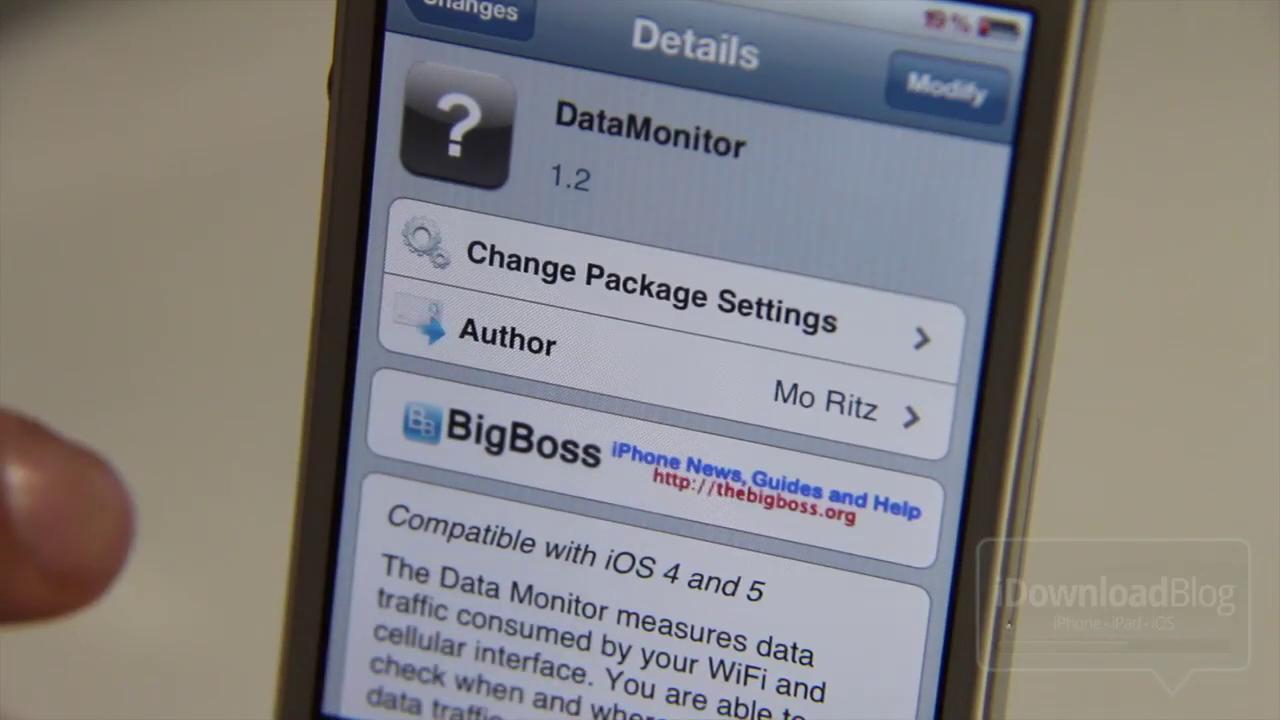 Changes
Details
19 %
Modify
?
DataMonitor
1.2
Change Package Settings
Author
Mo Ritz
BB BigBoss
iPhone News, Guides and Help
http://thebigboss.org
Compatible with iOS 4 and 5
The Data Monitor measures data
traffic consumed by your WiFi and
cellular interface. You are able to
check when and where
data traffic
iDownloadBlog
iPhone - iPad - iOS